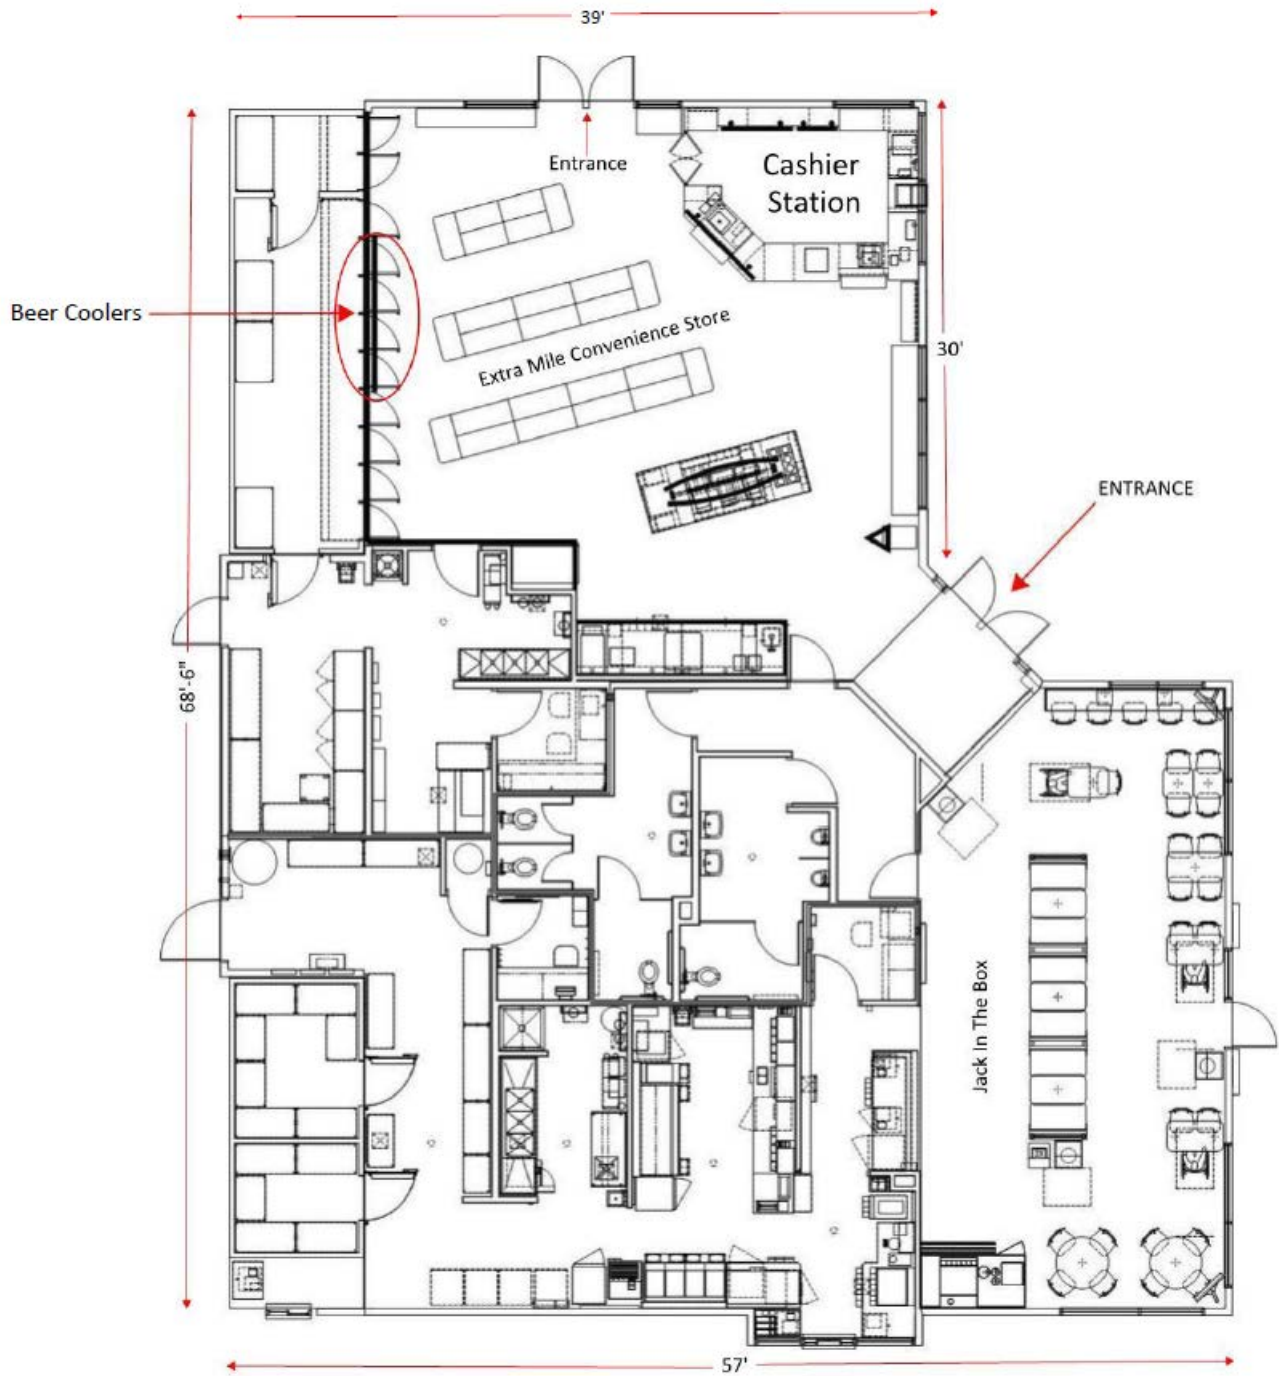 39'
Entrance
Cashier
Station
Beer Coolers
Extra Mile Convenience Store
30'
ENTRANCE
68'-6"
Jack In The Box
57'